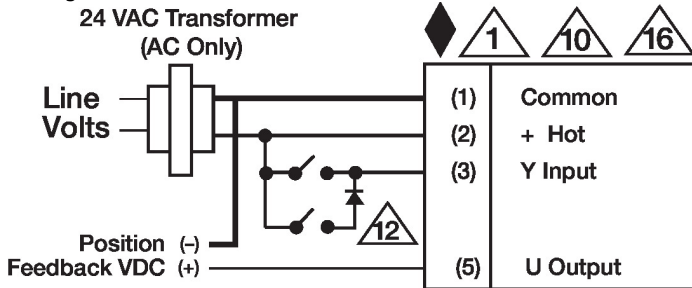 24 VAC Transformer
(AC Only)
1
10
16
Line
Volts
(1) Common
(2) + Hot
(3) Y Input
12
Position (–)
Feedback VDC (+)
(5) U Output